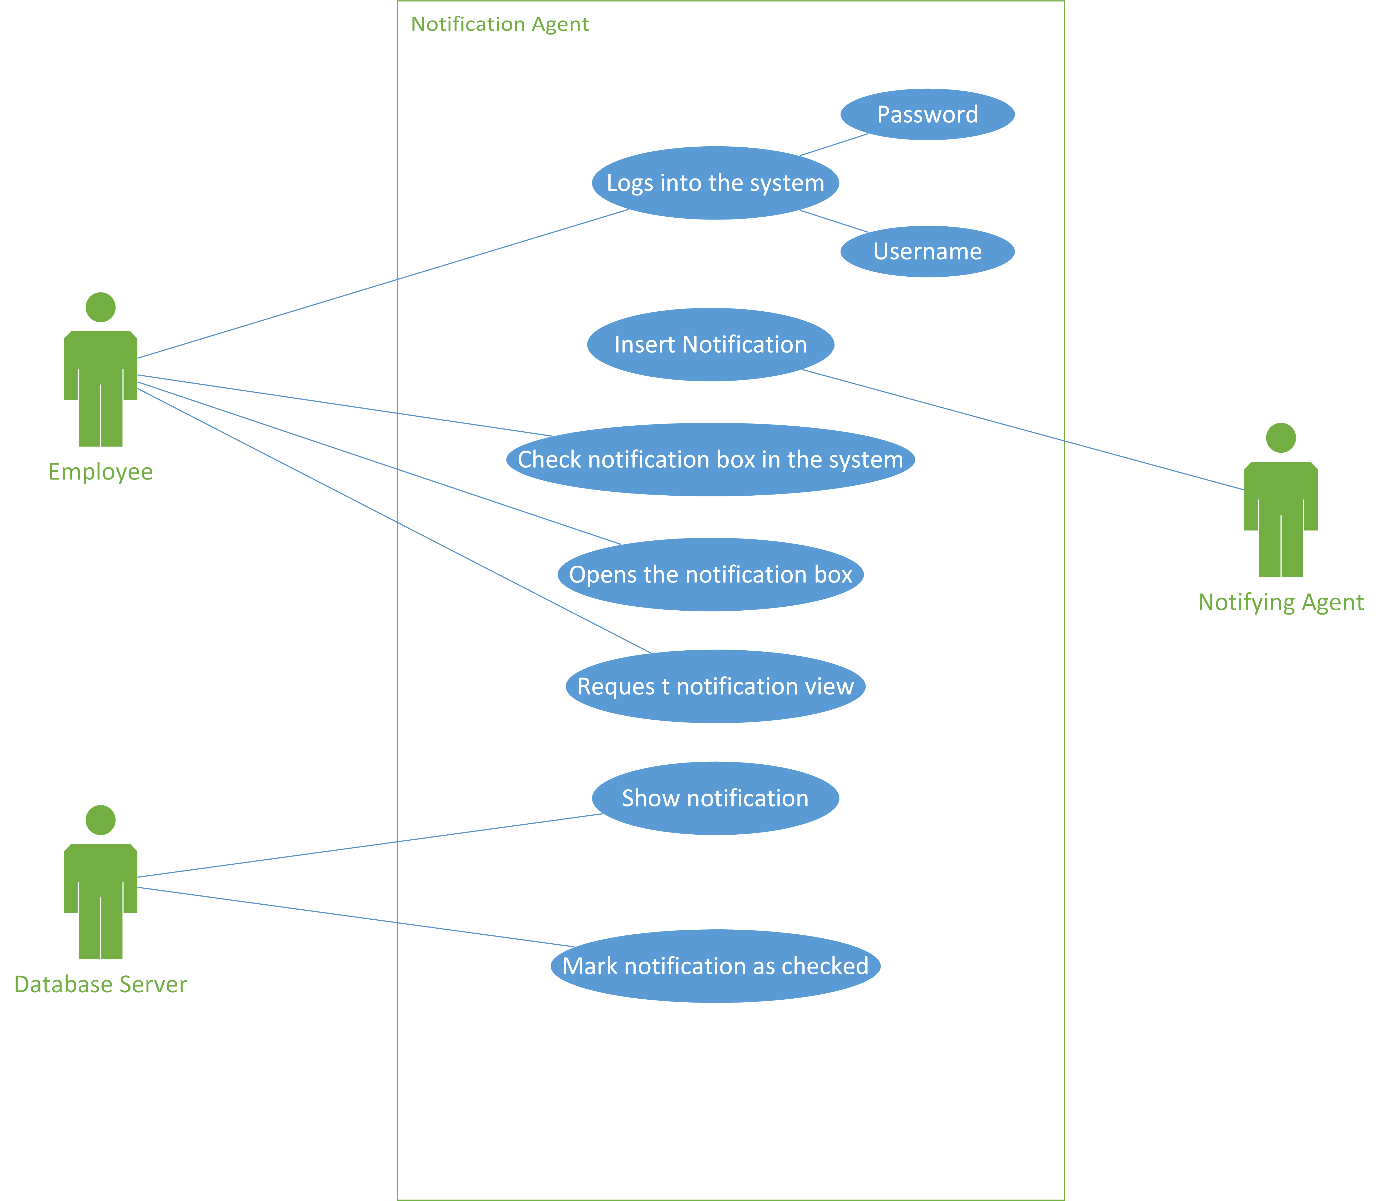 Notification Agent
Password
Logs into the system
Username
Insert Notification
Check notification box in the system
Employee
Opens the notification box
Notifying Agent
Reques t notification view
Show notification
Mark notification as checked
Database Server